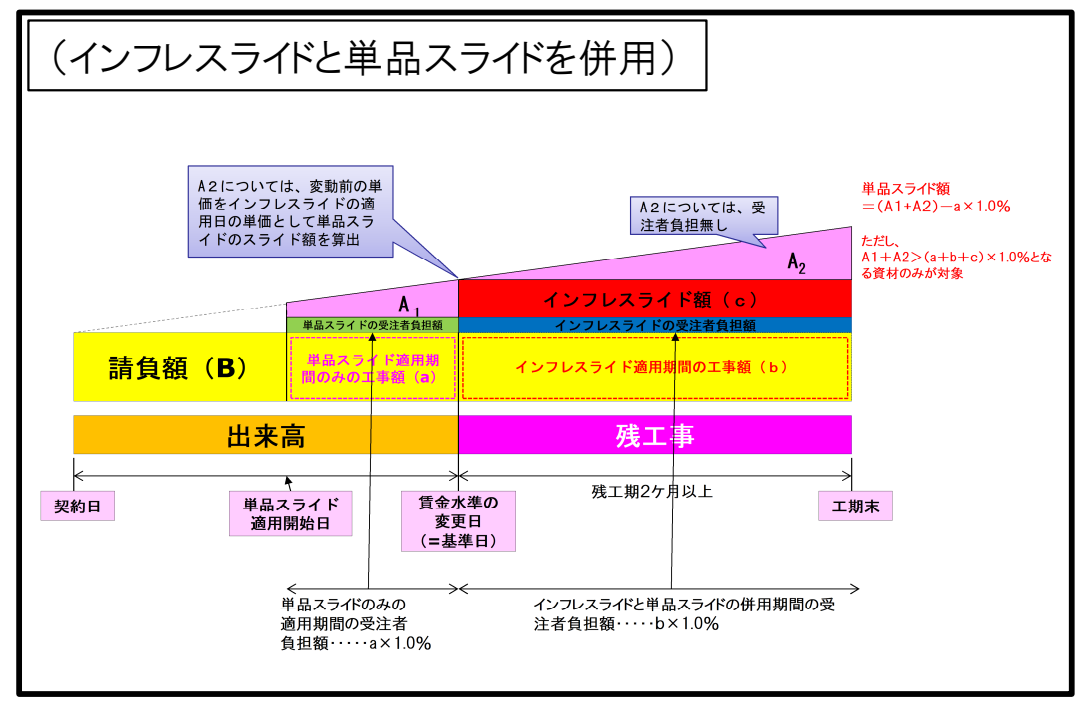 （インフレスライドと単品スライドを併用）
A２については、変動前の単
価をインフレスライドの適
用日の単価として単品スラ
イドのスライド額を算出
A２については、受
注者負担無し
単品スライド額
＝(A1+A2)－a×1.0%
ただし、
A1＋A2＞(a＋b＋c)×1.0%とな
る資材のみが対象
A1
A2
インフレスライド額（ｃ）
単品スライドの受注者負担額
インフレスライドの受注者負担額
請負額（B）
単品スライド適用期
間のみの工事額（a）
インフレスライド適用期間の工事額（ｂ）
出来高
残工事
残工期2ケ月以上
契約日
単品スライド
適用開始日
賃金水準の
変更日
（＝基準日）
工期末
単品スライドのみの
適用期間の受注者
負担額‥‥‥a×1.0%
インフレスライドと単品スライドの併用期間の受
注者負担額‥‥‥b×1.0%